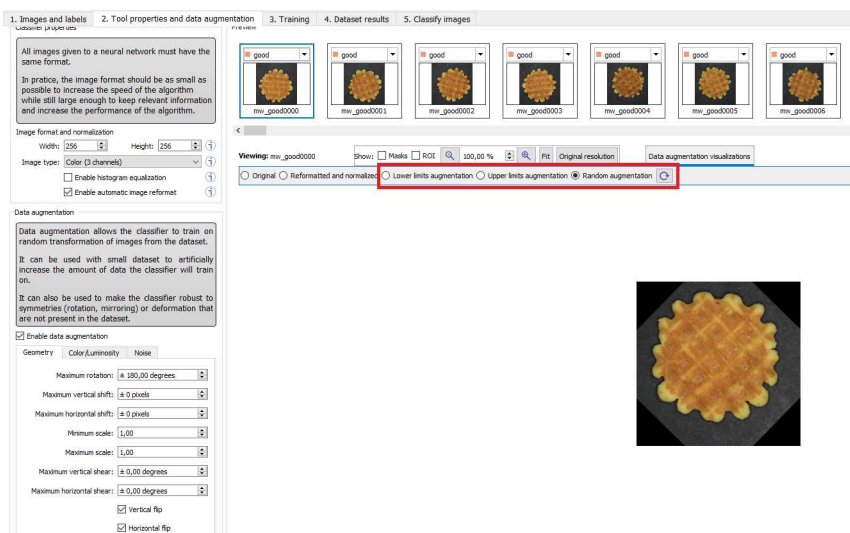 1. Images and labels 2. Tool properties and data augmentation 3. Training 4. Dataset results 5. Classify images
Classifier properties
All images given to a neural network must have the
same format.
In pratice, the image format should be as small as
possible to increase the speed of the algorithm
while still large enough to keep relevant information
and increase the performance of the algorithm.
Image format and normalization
Width: 256 Height: 256
Image type: Color (3 channels)
Enable histogram equalization
Enable automatic image reformat
Data augmentation
Data augmentation allows the classifier to train on
random transformation of images from the dataset.
It can be used with small dataset to artificially
increase the amount of data the classifier will train
on.
It can also be used to make the classifier robust to
symmetries (rotation, mirroring) or deformation that
are not present in the dataset.
Enable data augmentation
Geometry Color/Luminosity Noise
Maximum rotation: ± 180,00 degrees
Maximum vertical shift: ± 0 pixels
Maximum horizontal shift: ± 0 pixels
Minimum scale: 1,00
Maximum scale: 1,00
Maximum vertical shear: ± 0,00 degrees
Maximum horizontal shear: ± 0,00 degrees
Vertical flip
Horizontal flip
Preview
good good good good good good good
mw_good0000 mw_good0001 mw_good0002 mw_good0003 mw_good0004 mw_good0005 mw_good0006
Viewing: mw_good0000 Show: Masks ROI 100,00 % Fit Original resolution Data augmentation visualizations
Original Reformatted and normalized Lower limits augmentation Upper limits augmentation Random augmentation